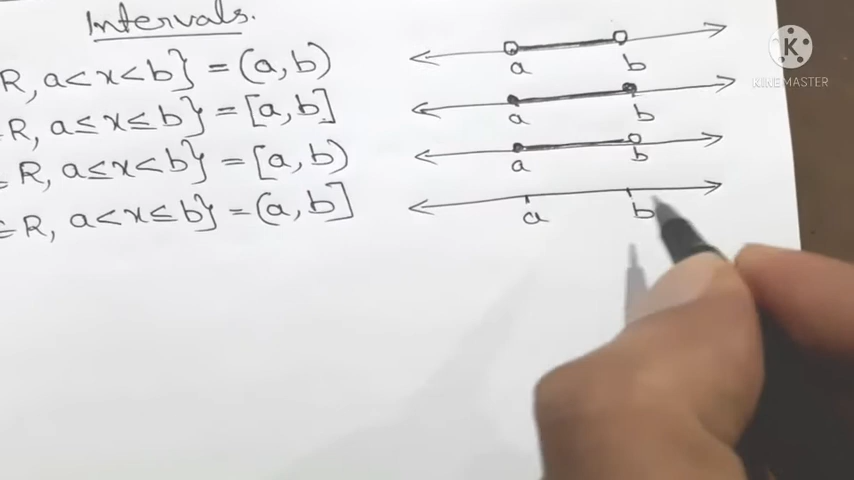 Intervals.
R, a<x<b} = (a, b)
∈ R, a≤x≤b} = [a, b]
∈ R, a≤x<b} = [a, b)
∈ R, a<x≤b} = (a, b]
a b
a b
a b
a b
K
KINEMASTER